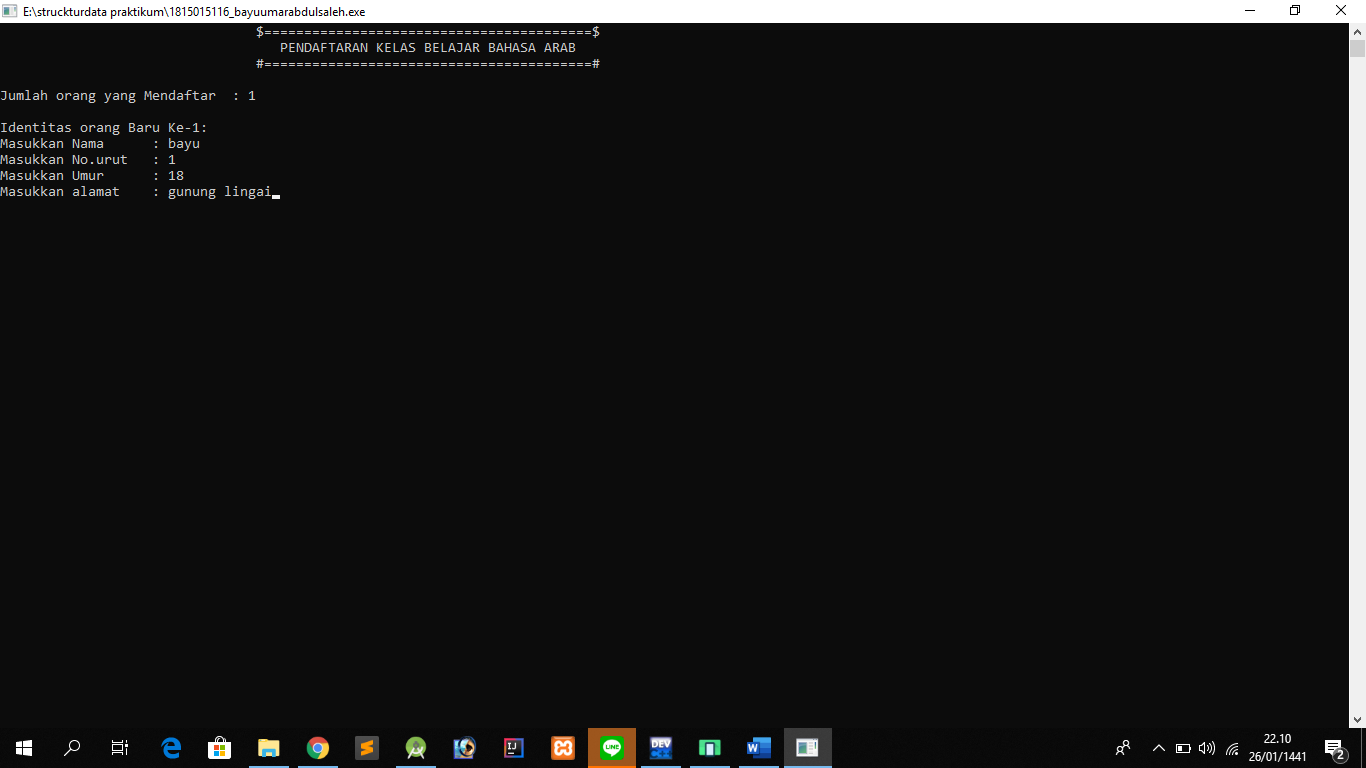 E:\struckturdata praktikum\1815015116_bayuumarabdulsaleh.exe
$=========================================$
PENDAFTARAN KELAS BELAJAR BAHASA ARAB
#=========================================#
Jumlah orang yang Mendaftar  : 1
Identitas orang Baru Ke-1:
Masukkan Nama      : bayu
Masukkan No.urut   : 1
Masukkan Umur      : 18
Masukkan alamat    : gunung lingai
LINE
DEV
22.10
26/01/1441
2